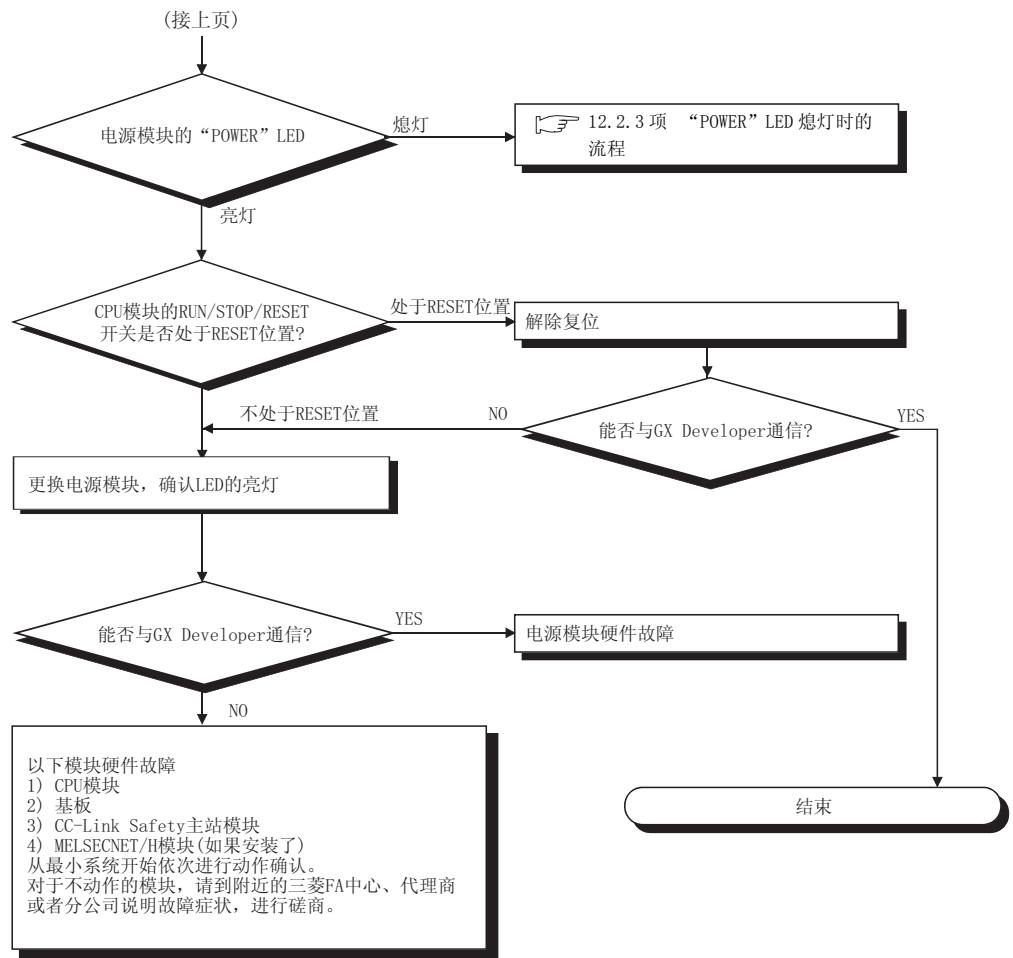 (接上页)
电源模块的“POWER”LED
熄灯
12.2.3 项 “POWER”LED 熄灯时的
流程
亮灯
CPU模块的RUN/STOP/RESET
开关是否处于RESET位置?
处于RESET位置
解除复位
不处于RESET位置
NO
能否与GX Developer通信?
YES
更换电源模块，确认LED的亮灯
能否与GX Developer通信?
YES
电源模块硬件故障
NO
以下模块硬件故障
1) CPU模块
2) 基板
3) CC-Link Safety主站模块
4) MELSECNET/H模块(如果安装了)
从最小系统开始依次进行动作确认。
对于不动作的模块，请到附近的三菱FA中心、代理商
或者分公司说明故障症状，进行磋商。
结束